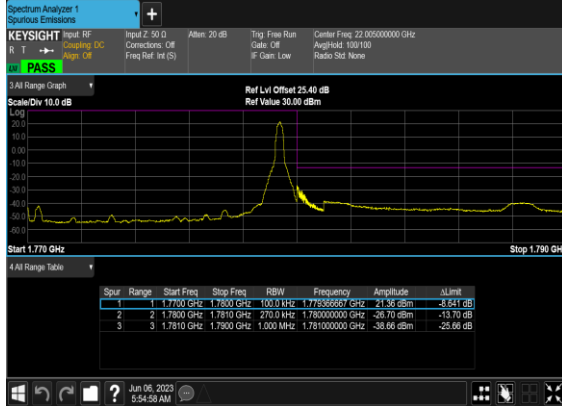 Spectrum Analyzer 1
Spurious Emissions
+
KEYSIGHT Input: RF Input Z: 50 Ω Atten: 20 dB Trig: Free Run Center Freq: 22.005000000 GHz
R T Coupling: DC Corrections: Off Gate: Off Avg|Hold: 100/100
Align: Off Freq Ref: Int (S) IF Gain: Low Radio Std: None
PASS
3 All Range Graph
Ref Lvl Offset 25.40 dB
Scale/Div 10.0 dB Ref Value 30.00 dBm
Log
20.0
10.0
0.00
-10.0
-20.0
-30.0
-40.0
-50.0
-60.0
Start 1.770 GHz Stop 1.790 GH
4 All Range Table
Spur Range Start Freq Stop Freq RBW Frequency Amplitude ΔLimit
1 1 1.7700 GHz 1.7800 GHz 100.0 kHz 1.779366667 GHz 21.36 dBm -8.641 dB
2 2 1.7800 GHz 1.7810 GHz 270.0 kHz 1.780000000 GHz -26.70 dBm -13.70 dB
3 3 1.7810 GHz 1.7900 GHz 1.000 MHz 1.781000000 GHz -38.66 dBm -25.66 dB
? Jun 06, 2023
5:54:58 AM